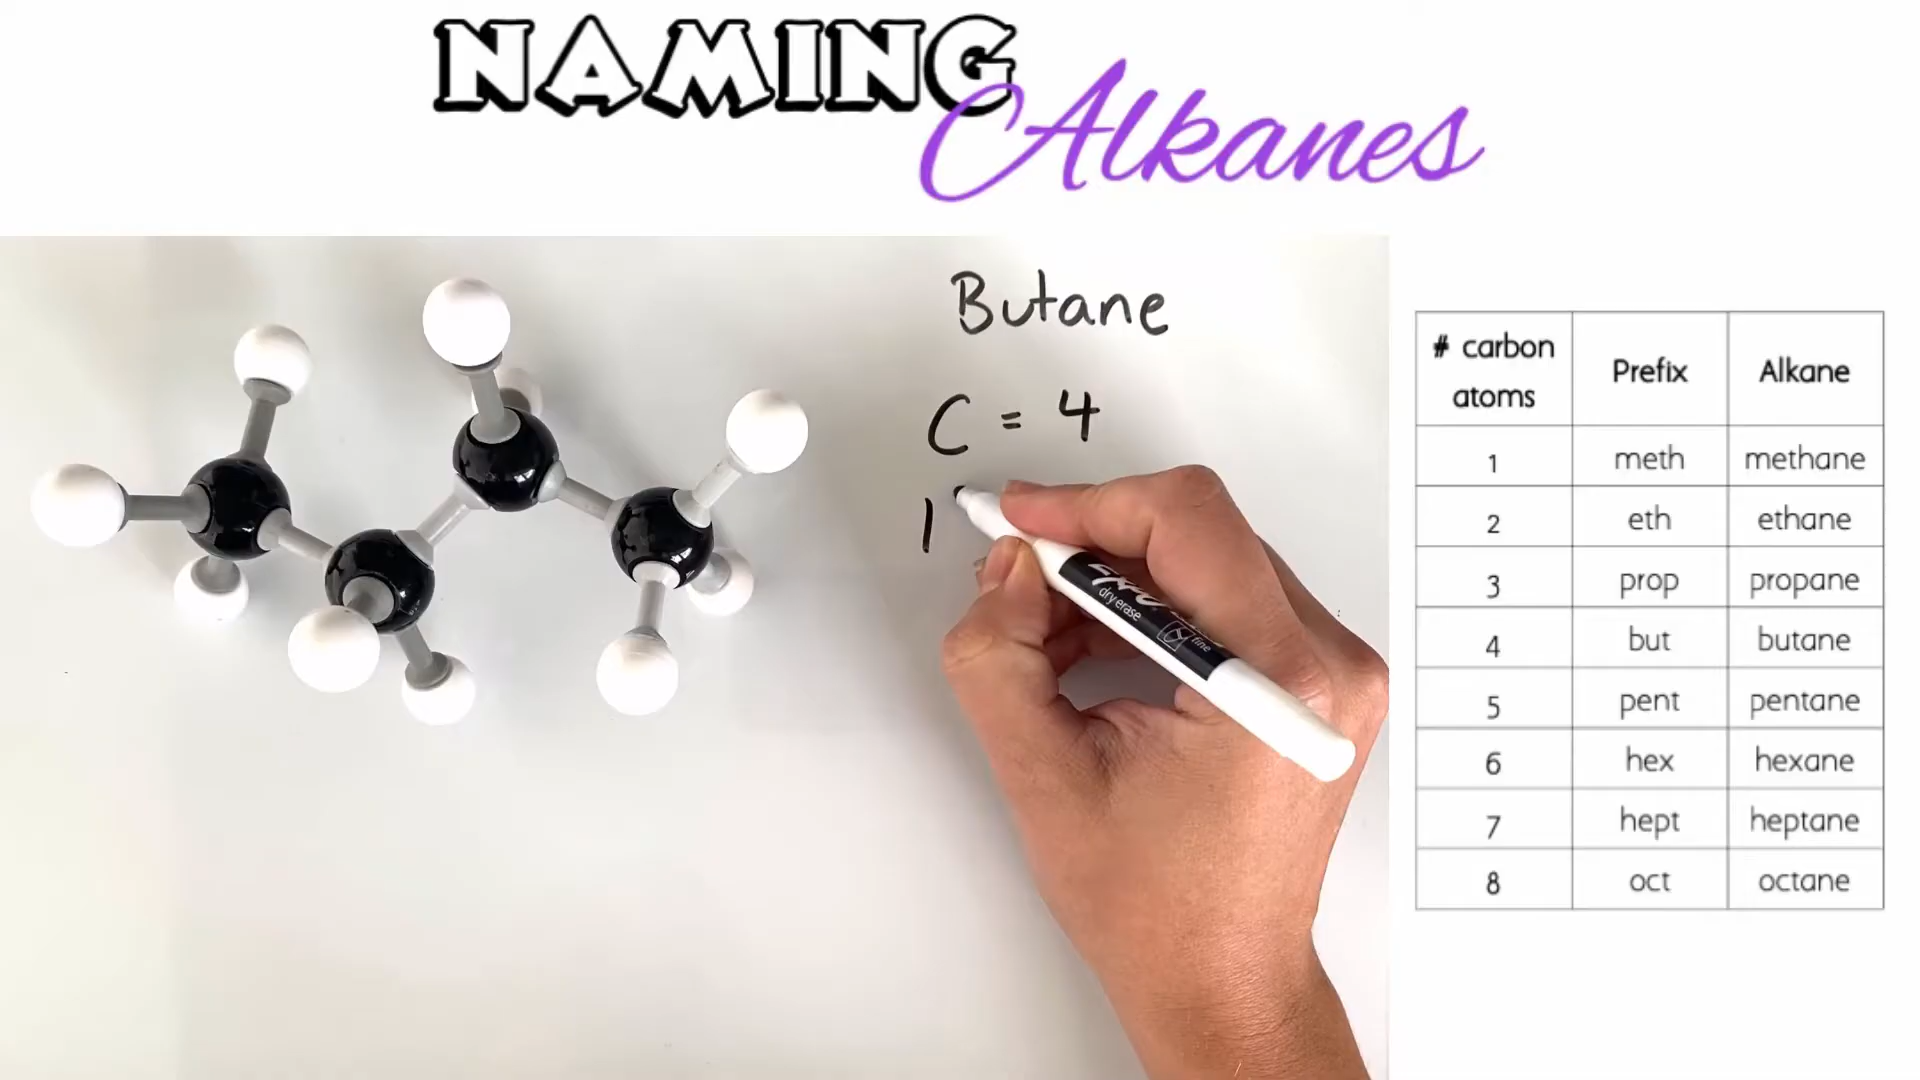 NAMING
Alkanes
Butane
C = 4
dry erase
fine
# carbon atoms Prefix Alkane
1 meth methane
2 eth ethane
3 prop propane
4 but butane
5 pent pentane
6 hex hexane
7 hept heptane
8 oct octane